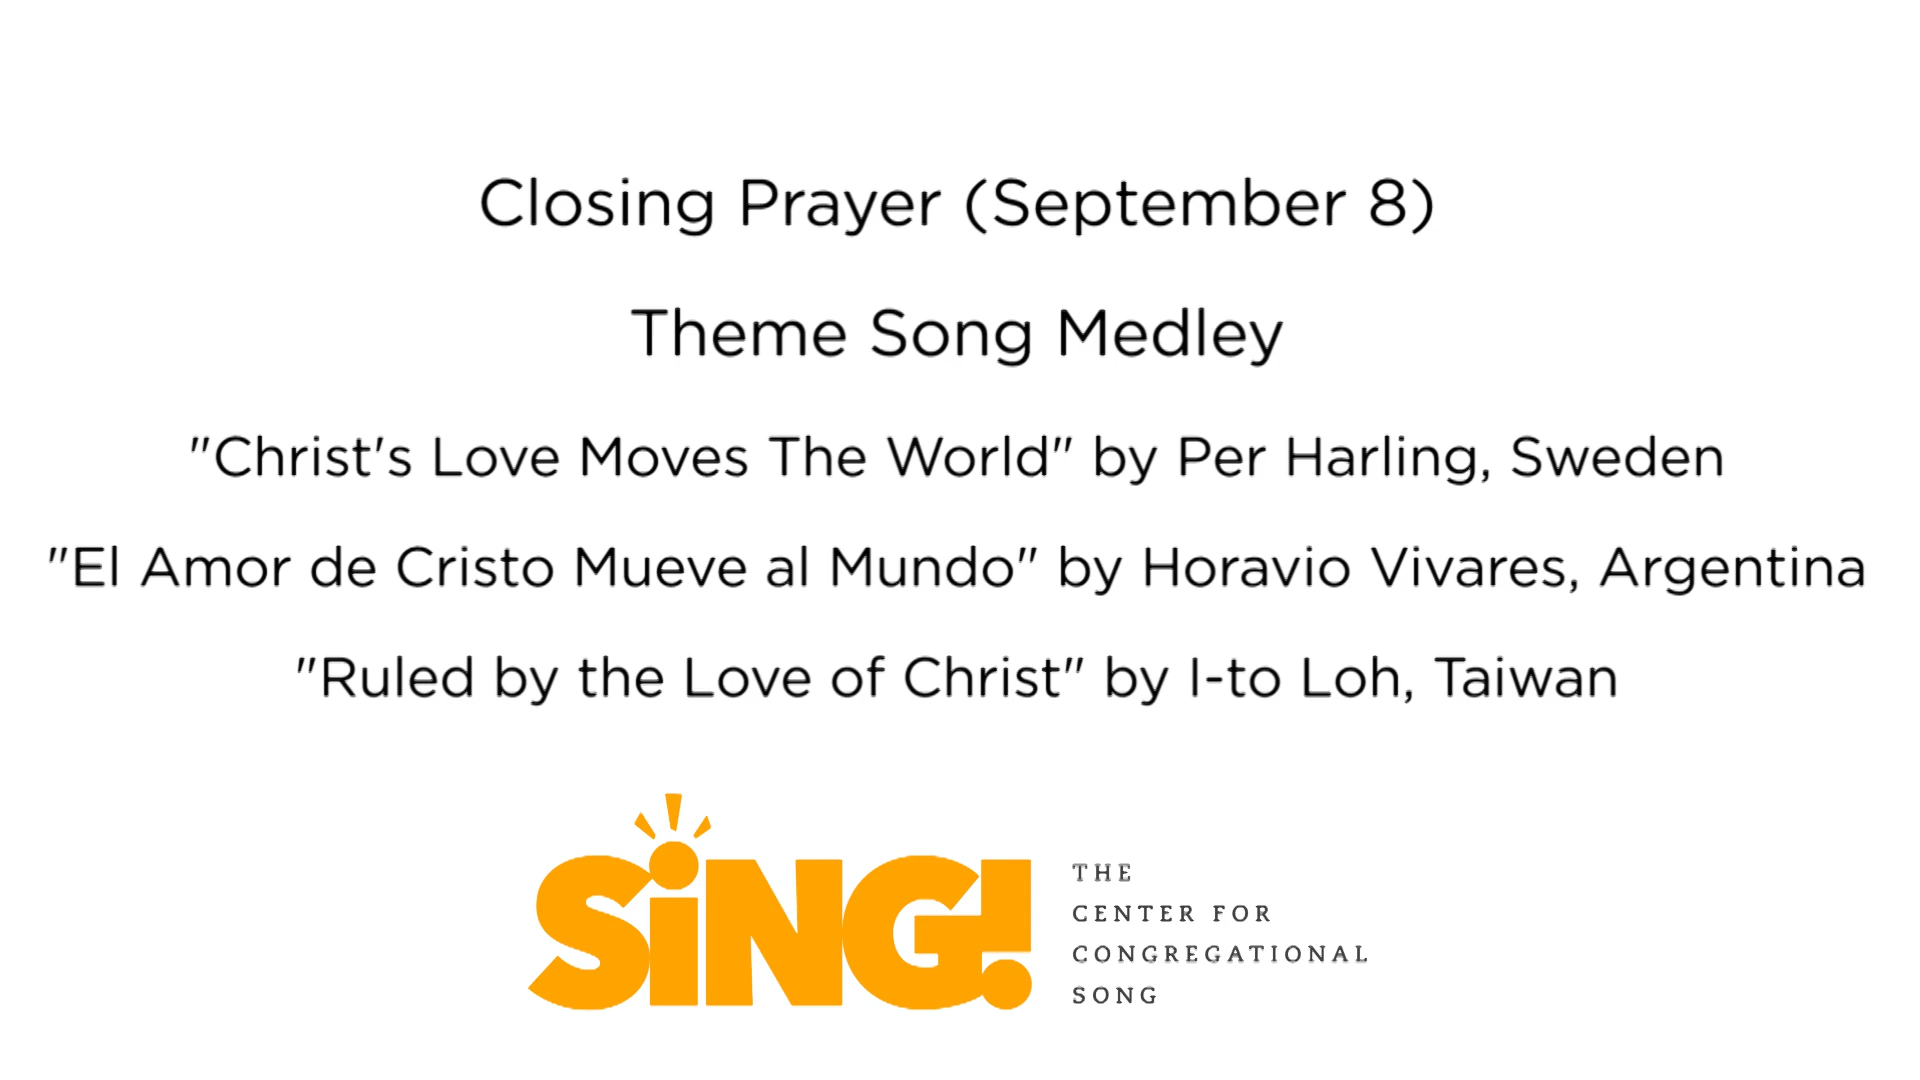 Closing Prayer (September 8)
Theme Song Medley
"Christ's Love Moves The World" by Per Harling, Sweden
"El Amor de Cristo Mueve al Mundo" by Horavio Vivares, Argentina
"Ruled by the Love of Christ" by I-to Loh, Taiwan
SiNG!
THE
CENTER FOR
CONGREGATIONAL
SONG